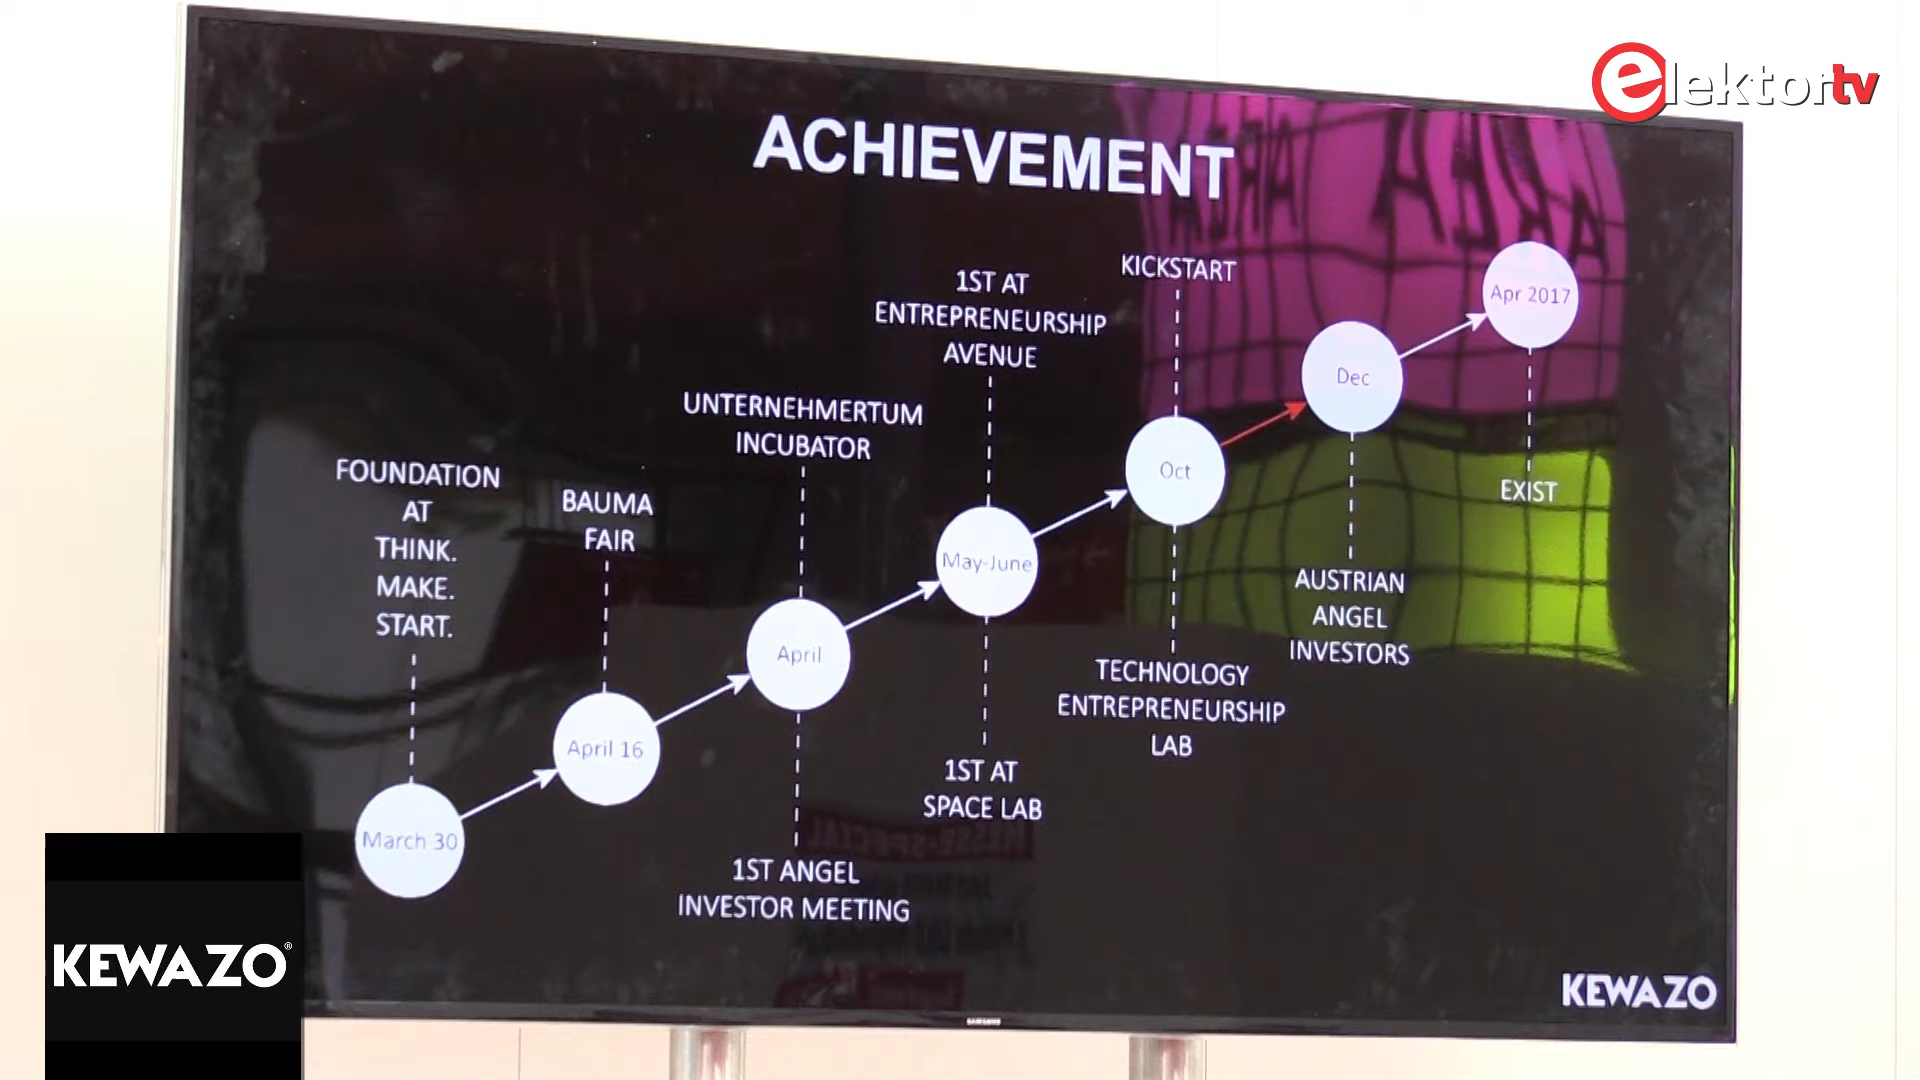 elektortv
ACHIEVEMENT
FOUNDATION
AT
THINK.
MAKE.
START.
March 30
BAUMA
FAIR
April 16
UNTERNEHMERTUM
INCUBATOR
April
1ST ANGEL
INVESTOR MEETING
1ST AT
ENTREPRENEURSHIP
AVENUE
May-June
1ST AT
SPACE LAB
KICKSTART
Oct
TECHNOLOGY
ENTREPRENEURSHIP
LAB
Dec
AUSTRIAN
ANGEL
INVESTORS
Apr 2017
EXIST
KEWAZO
SAMSUNG
KEWAZO®